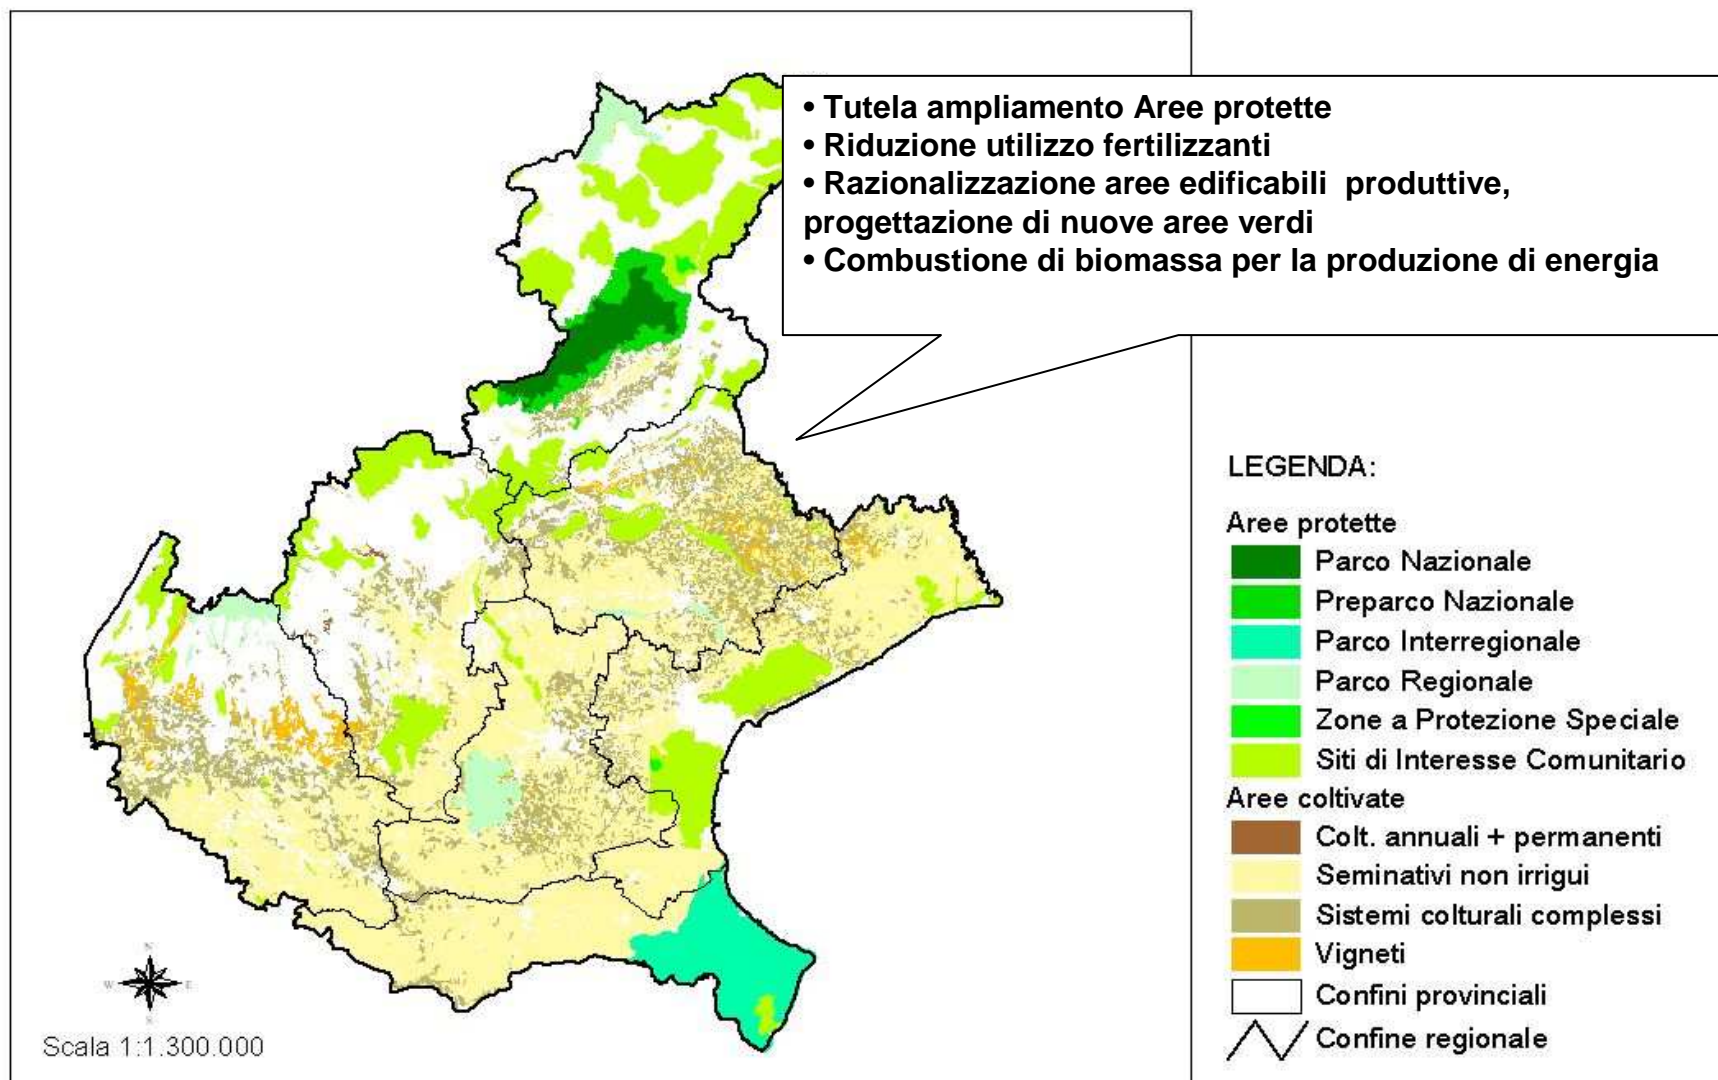 • Tutela ampliamento Aree protette
• Riduzione utilizzo fertilizzanti
• Razionalizzazione aree edificabili  produttive,
progettazione di nuove aree verdi
• Combustione di biomassa per la produzione di energia
LEGENDA:
Aree protette
Parco Nazionale
Preparco Nazionale
Parco Interregionale
Parco Regionale
Zone a Protezione Speciale
Siti di Interesse Comunitario
Aree coltivate
Colt. annuali + permanenti
Seminativi non irrigui
Sistemi colturali complessi
Vigneti
Confini provinciali
Confine regionale
N
W E
S
Scala 1:1.300.000